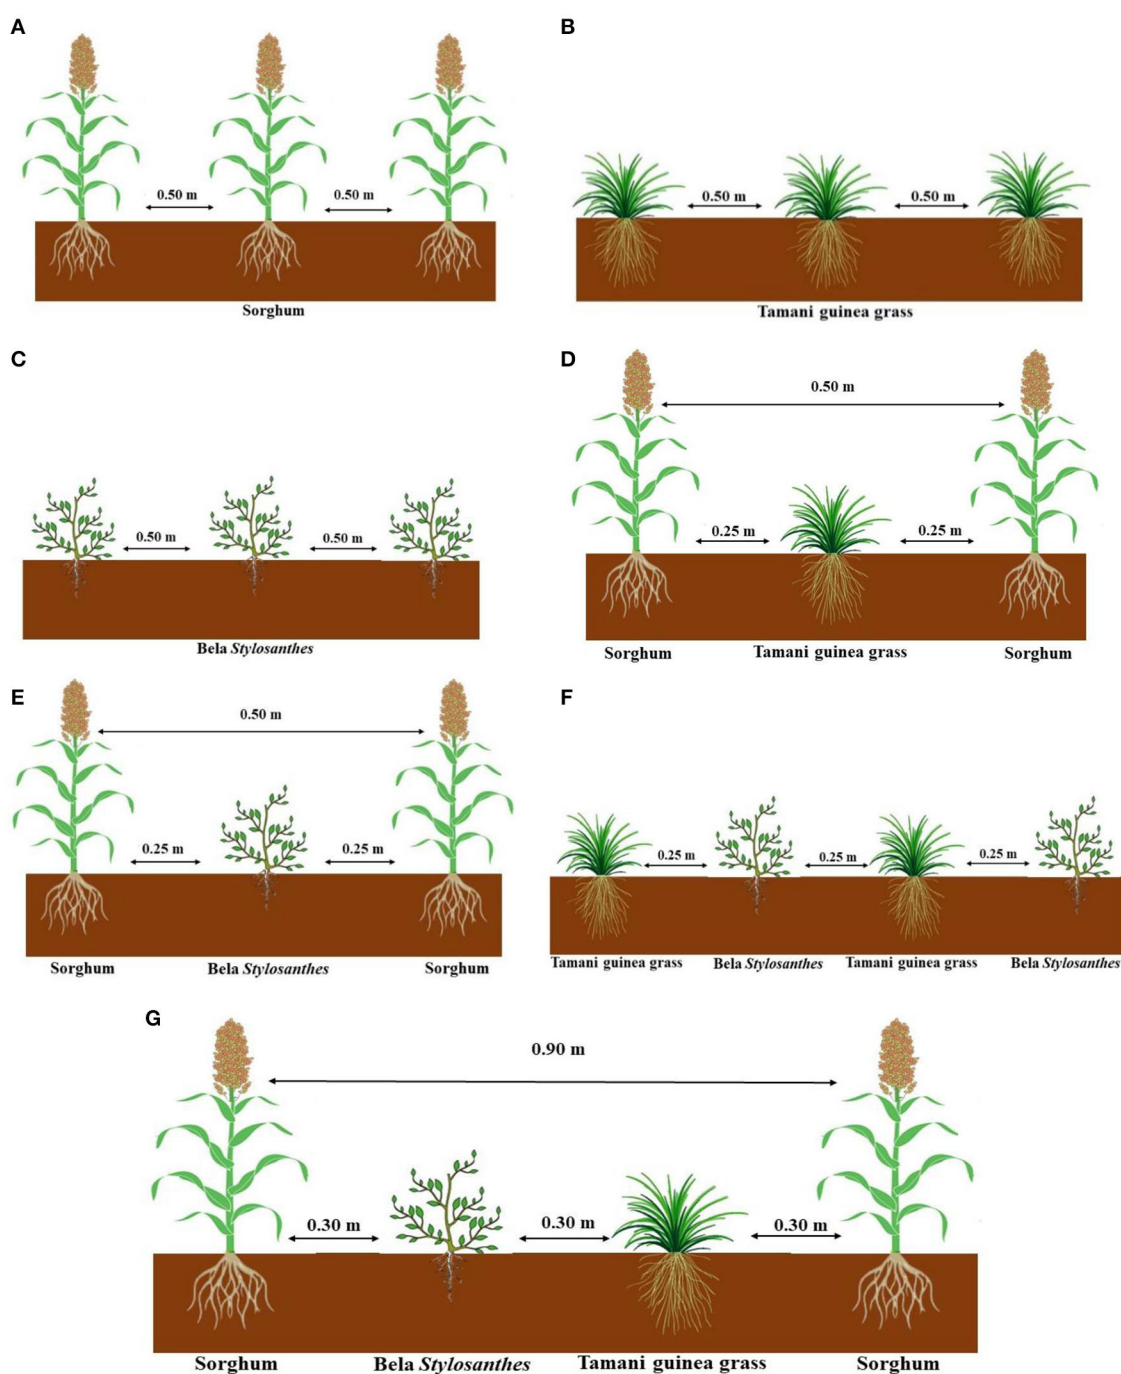 A
0.50 m
0.50 m
Sorghum
B
0.50 m
0.50 m
Tamani guinea grass
C
0.50 m
0.50 m
Bela Stylosanthes
D
0.50 m
0.25 m
0.25 m
Sorghum
Tamani guinea grass
Sorghum
E
0.50 m
0.25 m
0.25 m
Sorghum
Bela Stylosanthes
Sorghum
F
0.25 m
0.25 m
0.25 m
Tamani guinea grass
Bela Stylosanthes
Tamani guinea grass
Bela Stylosanthes
G
0.90 m
0.30 m
0.30 m
0.30 m
Sorghum
Bela Stylosanthes
Tamani guinea grass
Sorghum